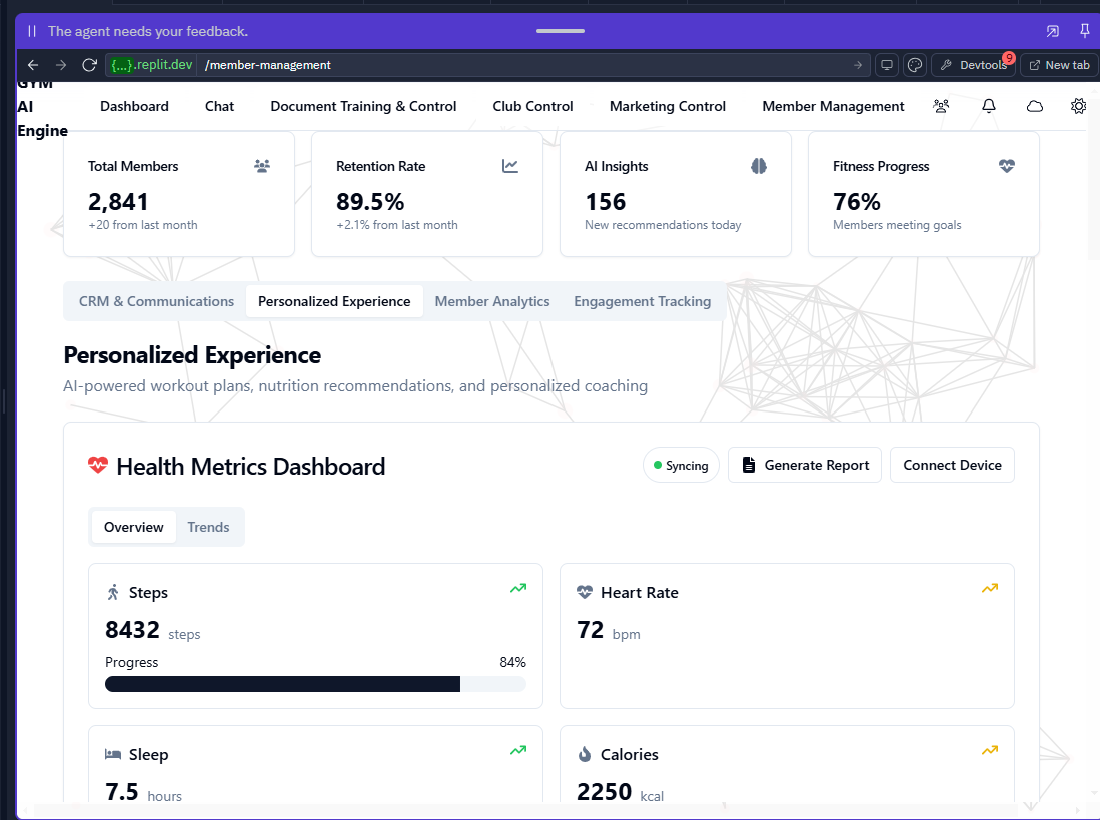 The agent needs your feedback.
{...}.replit.dev /member-management
Devtools 9 New tab
GYM
AI
Engine
Dashboard Chat Document Training & Control Club Control Marketing Control Member Management
Total Members
2,841
+20 from last month
Retention Rate
89.5%
+2.1% from last month
AI Insights
156
New recommendations today
Fitness Progress
76%
Members meeting goals
CRM & Communications Personalized Experience Member Analytics Engagement Tracking
Personalized Experience
AI-powered workout plans, nutrition recommendations, and personalized coaching
Health Metrics Dashboard
Syncing Generate Report Connect Device
Overview Trends
Steps
8432 steps
Progress 84%
Heart Rate
72 bpm
Sleep
7.5 hours
Calories
2250 kcal